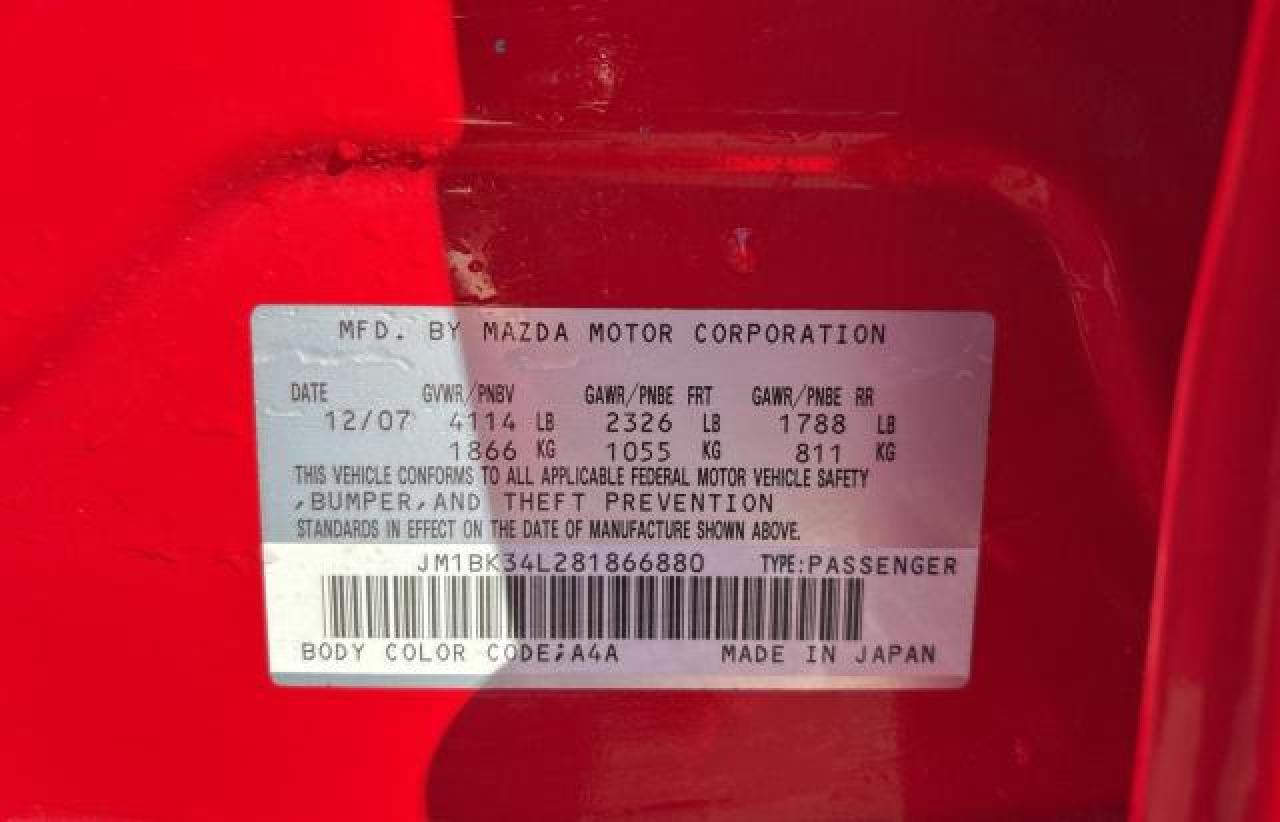 MFD. BY MAZDA MOTOR CORPORATION
DATE GVWR/PNBV GAWR/PNBE FRT GAWR/PNBE RR
12/07 4114 LB 2326 LB 1788 LB
1866 KG 1055 KG 811 KG
THIS VEHICLE CONFORMS TO ALL APPLICABLE FEDERAL MOTOR VEHICLE SAFETY
,BUMPER,AND THEFT PREVENTION
STANDARDS IN EFFECT ON THE DATE OF MANUFACTURE SHOWN ABOVE.
JM1BK34L281866880 TYPE:PASSENGER
BODY COLOR CODE;A4A MADE IN JAPAN